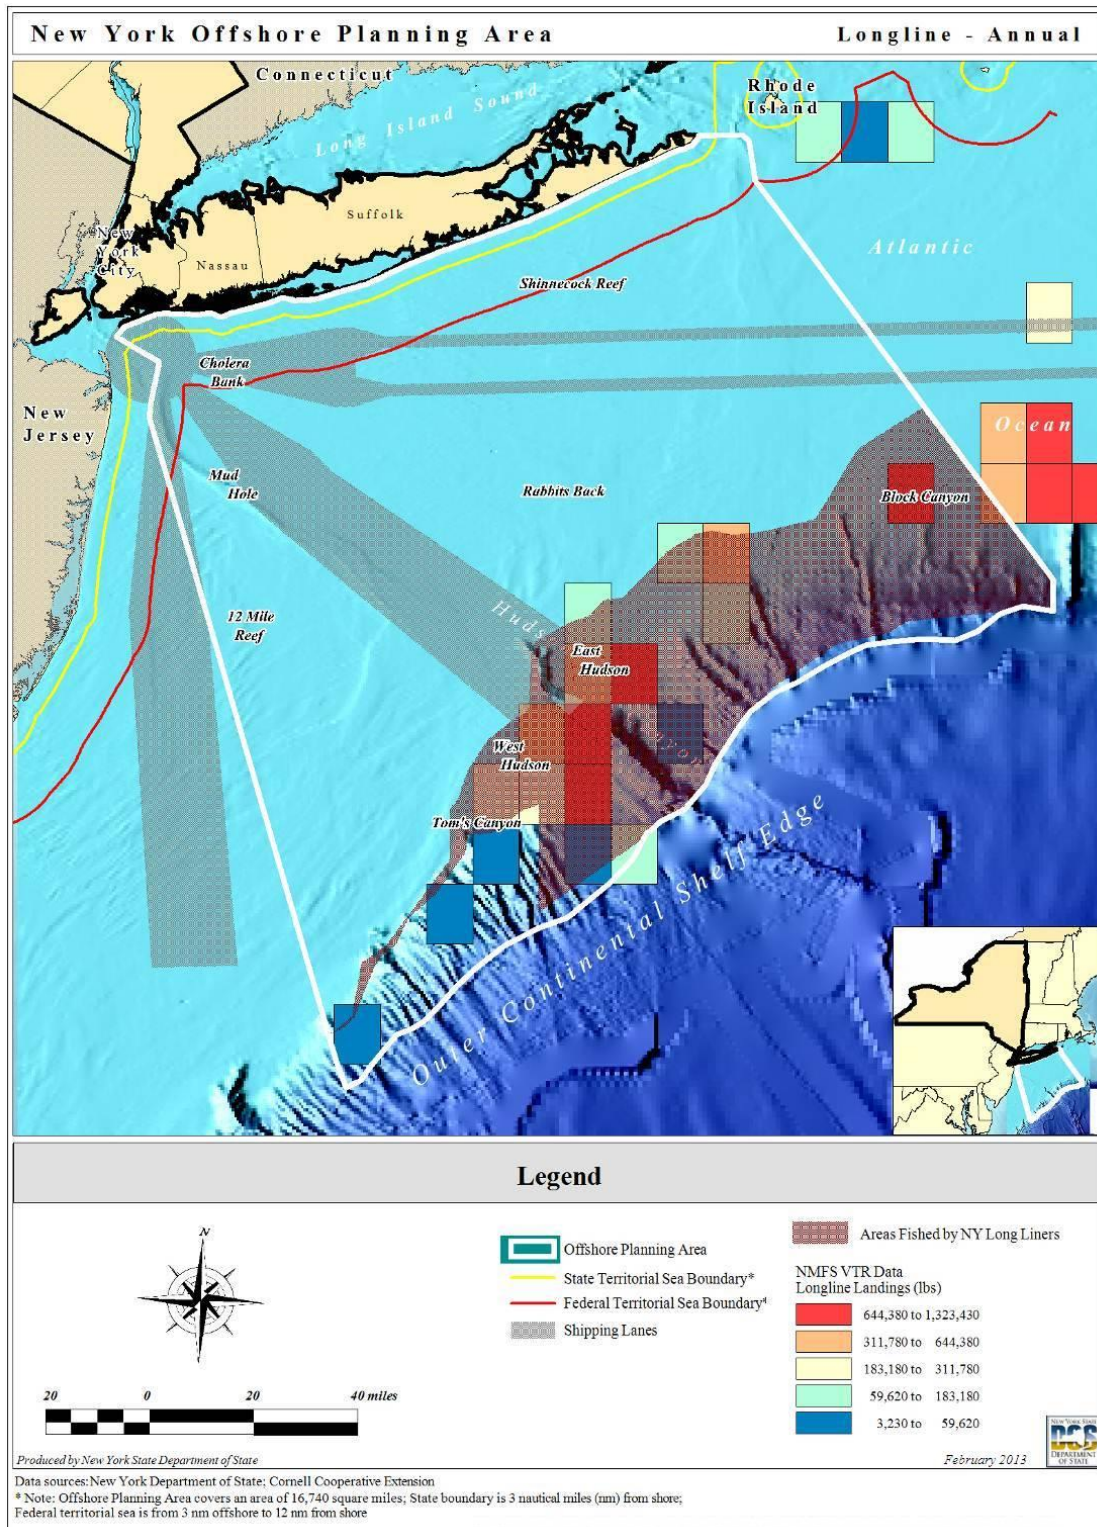 New York Offshore Planning Area
Longline - Annual
Connecticut
Long Island Sound
Rhode
Island
Suffolk
New
York
City
Nassau
Atlantic
Shinnecock Reef
Cholera
Bank
New
Jersey
Ocean
Mud
Hole
Rabbits Back
Block Canyon
12 Mile
Reef
Huds
East
Hudson
West
Hudson
Tom's Canyon
Outer Continental Shelf Edge
Legend
N
Offshore Planning Area
State Territorial Sea Boundary*
Federal Territorial Sea Boundary*
Shipping Lanes
Areas Fished by NY Long Liners
NMFS VTR Data
Longline Landings (lbs)
644,380 to 1,323,430
311,780 to 644,380
183,180 to 311,780
59,620 to 183,180
3,230 to 59,620
20 0 20 40 miles
NEW YORK STATE
DOS
DEPARTMENT
OF STATE
Produced by New York State Department of State
February 2013
Data sources: New York Department of State; Cornell Cooperative Extension
* Note: Offshore Planning Area covers an area of 16,740 square miles; State boundary is 3 nautical miles (nm) from shore;
Federal territorial sea is from 3 nm offshore to 12 nm from shore